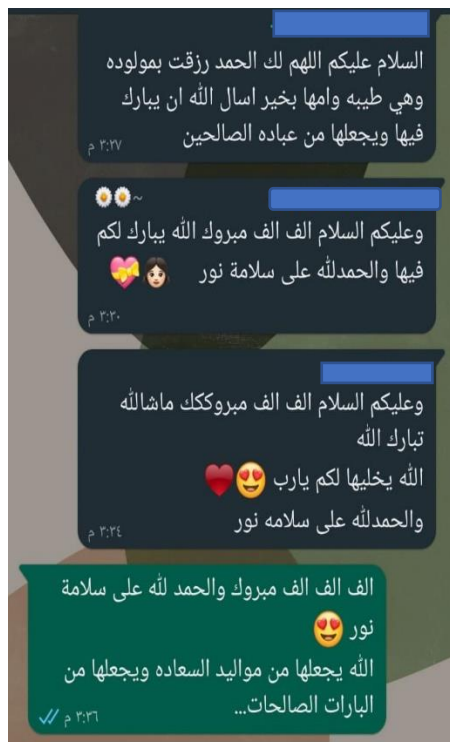 السلام عليكم اللهم لك الحمد رزقت بمولوده
وهي طيبه وامها بخير اسال الله ان يبارك
فيها ويجعلها من عباده الصالحين
٣:٢٧ م
~🌼🌼
وعليكم السلام الف الف مبروك الله يبارك لكم
فيها والحمدلله على سلامة نور 👧🏻💝
٣:٣٠ م
وعليكم السلام الف الف مبروككك ماشالله
تبارك الله
الله يخليها لكم يارب 😍♥️
والحمدلله على سلامه نور
٣:٣٤ م
الف الف الف مبروك والحمد لله على سلامة
نور 😍
الله يجعلها من مواليد السعاده ويجعلها من
البارات الصالحات...
٣:٣٦ م